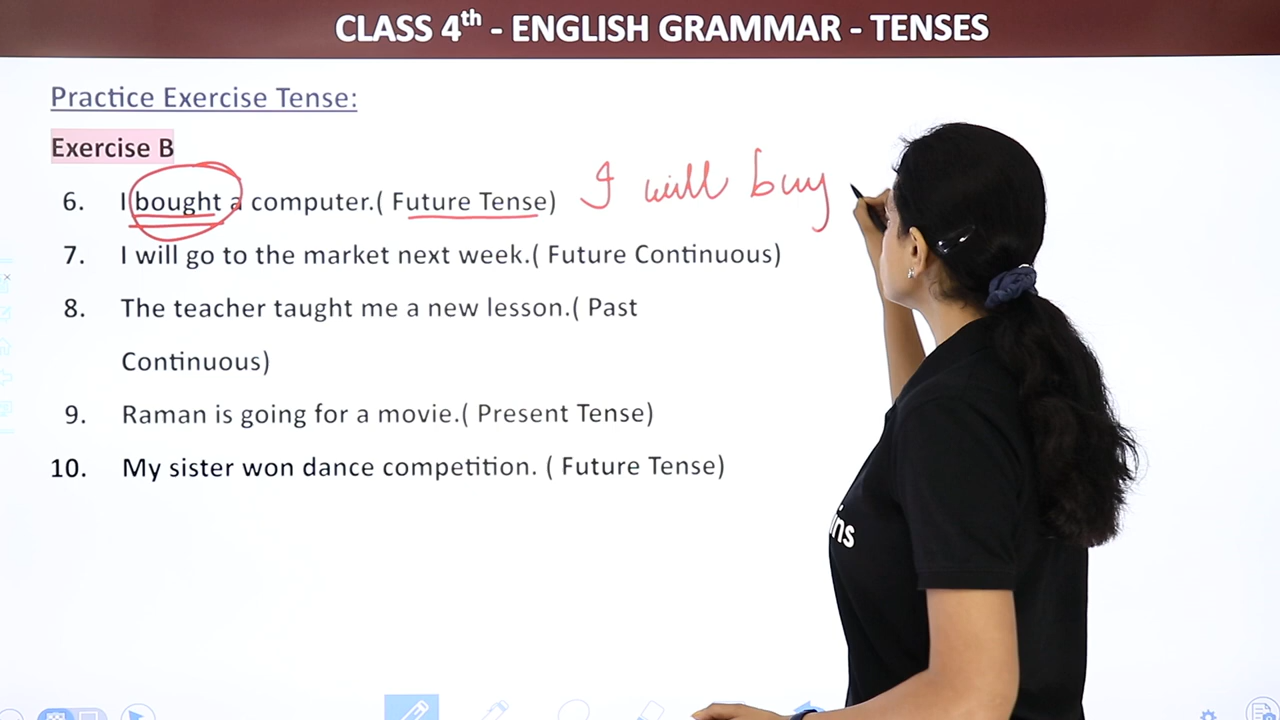 CLASS 4th - ENGLISH GRAMMAR - TENSES
Practice Exercise Tense:
Exercise B
6. I bought a computer.( Future Tense) I will buy
7. I will go to the market next week.( Future Continuous)
8. The teacher taught me a new lesson.( Past
Continuous)
9. Raman is going for a movie.( Present Tense)
10. My sister won dance competition. ( Future Tense)